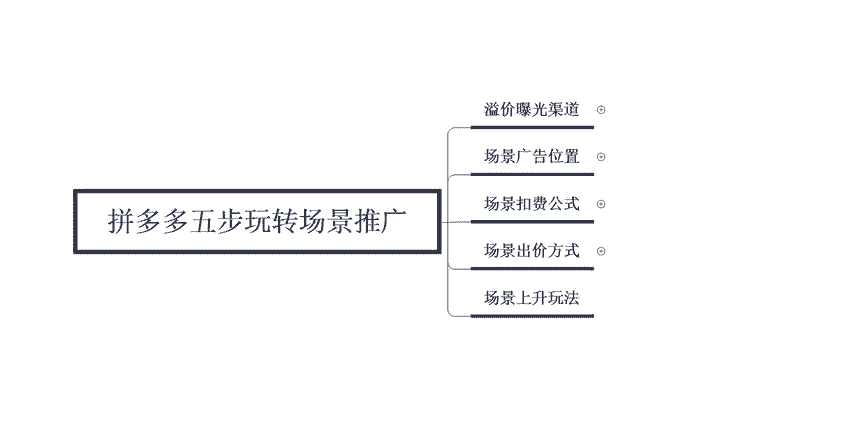 拼多多五步玩转场景推广
溢价曝光渠道
场景广告位置
场景扣费公式
场景出价方式
场景上升玩法